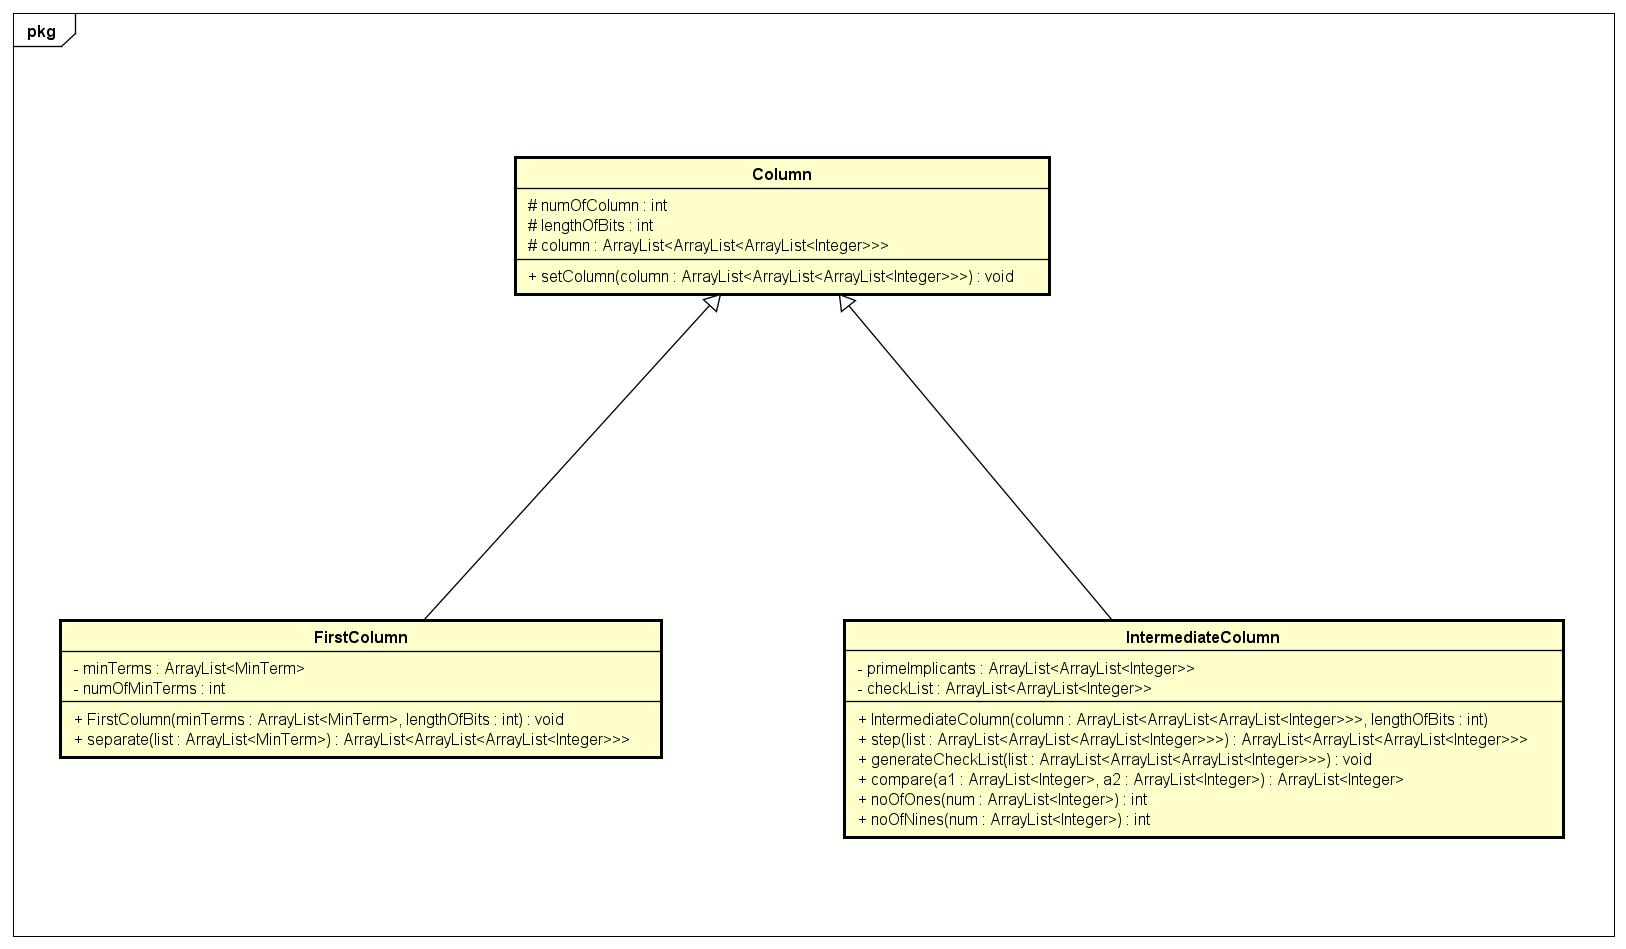 pkg
Column
# numOfColumn : int
# lengthOfBits : int
# column : ArrayList<ArrayList<ArrayList<Integer>>>
+ setColumn(column : ArrayList<ArrayList<ArrayList<Integer>>>) : void
FirstColumn
- minTerms : ArrayList<MinTerm>
- numOfMinTerms : int
+ FirstColumn(minTerms : ArrayList<MinTerm>, lengthOfBits : int) : void
+ separate(list : ArrayList<MinTerm>) : ArrayList<ArrayList<ArrayList<Integer>>>
IntermediateColumn
- primeImplicants : ArrayList<ArrayList<Integer>>
- checkList : ArrayList<ArrayList<Integer>>
+ IntermediateColumn(column : ArrayList<ArrayList<ArrayList<Integer>>>, lengthOfBits : int)
+ step(list : ArrayList<ArrayList<ArrayList<Integer>>>) : ArrayList<ArrayList<ArrayList<Integer>>>
+ generateCheckList(list : ArrayList<ArrayList<ArrayList<Integer>>>) : void
+ compare(a1 : ArrayList<Integer>, a2 : ArrayList<Integer>) : ArrayList<Integer>
+ noOfOnes(num : ArrayList<Integer>) : int
+ noOfNines(num : ArrayList<Integer>) : int